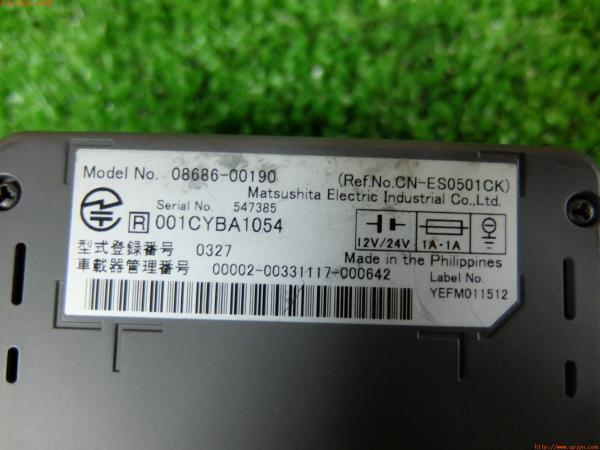 Model No. 08686-00190 (Ref.No.CN-ES0501CK)
Matsushita Electric Industrial Co.,Ltd.
Serial No. 547385
R 001CYBA1054
12V/24V 1A・1A
型式登録番号 0327
Made in the Philippines
車載器管理番号 00002-00331117-000642
Label No.
YEFM011512
http://www.upjpn.com